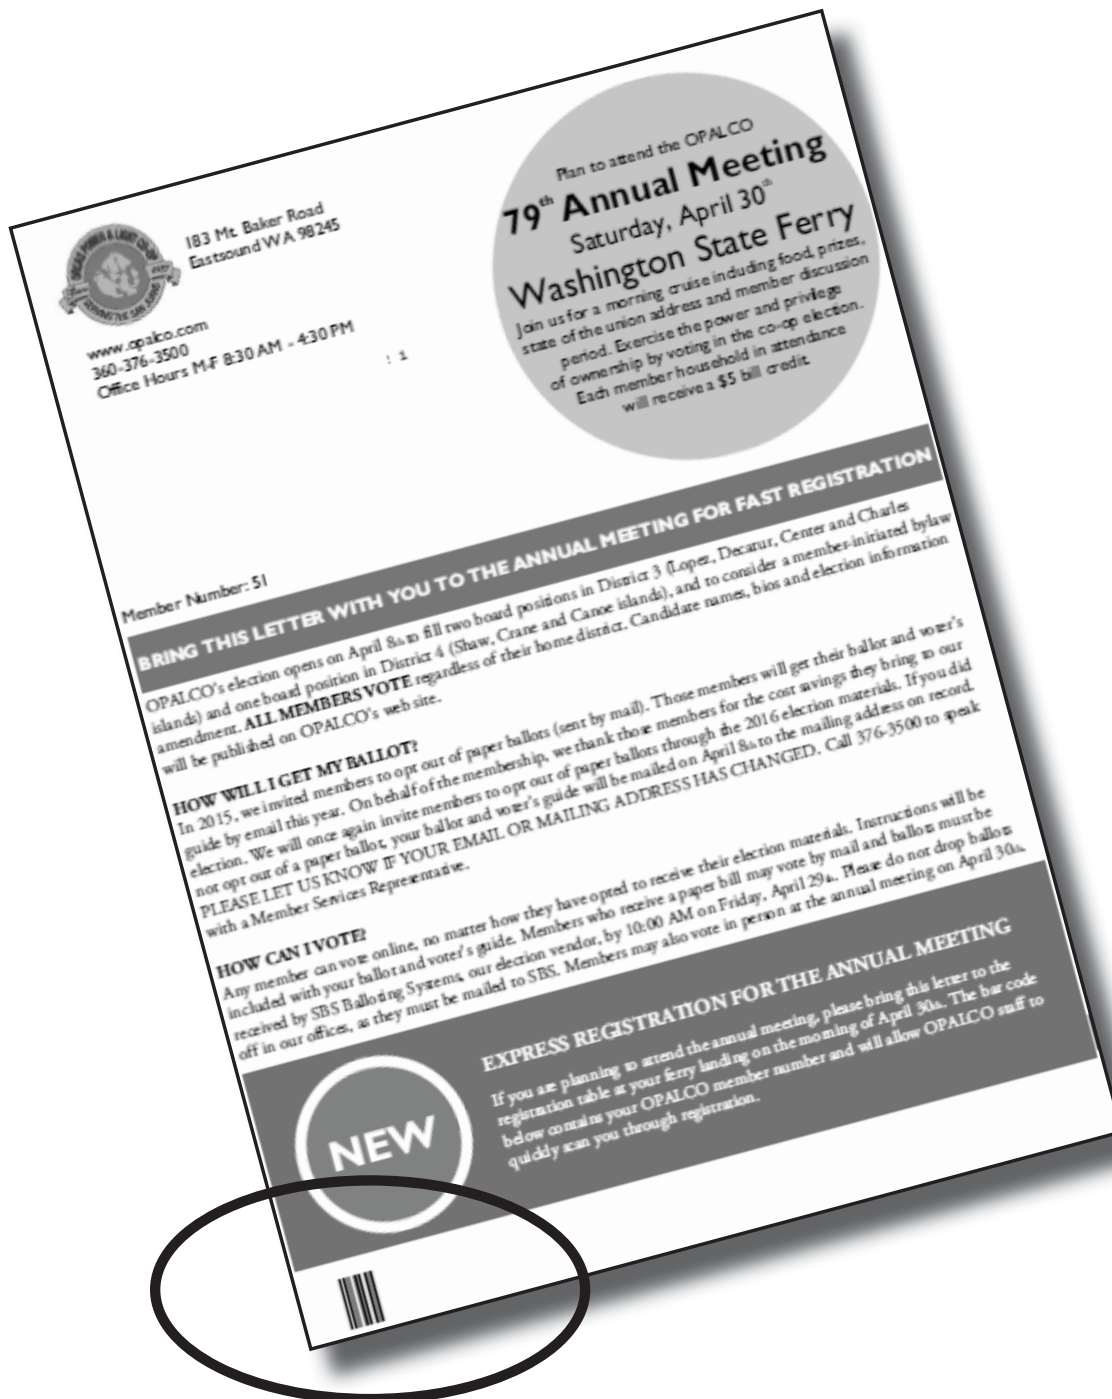 183 Mt. Baker Road
Eastsound WA 98245
www.opalco.com
360-376-3500
Office Hours M-F 8:30 AM - 4:30 PM
Plan to attend the OPALCO
79th Annual Meeting
Saturday, April 30th
Washington State Ferry
Join us for a morning cruise including food, prizes,
state of the union address and member discussion
period. Exercise the power and privilege
of ownership by voting in the co-op election.
Each member household in attendance
will receive a $5 bill credit.
Member Number: 51
BRING THIS LETTER WITH YOU TO THE ANNUAL MEETING FOR FAST REGISTRATION
OPALCO's election opens on April 8th to fill two board positions in District 3 (Lopez, Decatur, Center and Charles
islands) and one board position in District 4 (Shaw, Crane and Canoe islands), and to consider a member-initiated bylaw
amendment. ALL MEMBERS VOTE regardless of their home district. Candidate names, bios and election information
will be published on OPALCO's web site.
HOW WILL I GET MY BALLOT?
In 2015, we invited members to opt out of paper ballots (sent by mail). Those members will get their ballot and voter's
guide by email this year. On behalf of the membership, we thank those members for the cost savings they bring to our
election. We will once again invite members to opt out of paper ballots through the 2016 election materials. If you did
not opt out of a paper ballot, your ballot and voter's guide will be mailed on April 8th to the mailing address on record.
PLEASE LET US KNOW IF YOUR EMAIL OR MAILING ADDRESS HAS CHANGED. Call 376-3500 to speak
with a Member Services Representative.
HOW CAN I VOTE?
Any member can vote online, no matter how they have opted to receive their election materials. Instructions will be
included with your ballot and voter's guide. Members who receive a paper bill may vote by mail and ballots must be
received by SBS Balloting Systems, our election vendor, by 10:00 AM on Friday, April 29th. Please do not drop ballots
off in our offices, as they must be mailed to SBS. Members may also vote in person at the annual meeting on April 30th.
NEW
EXPRESS REGISTRATION FOR THE ANNUAL MEETING
If you are planning to attend the annual meeting, please bring this letter to the
registration table at your ferry landing on the morning of April 30th. The bar code
below contains your OPALCO member number and will allow OPALCO staff to
quickly scan you through registration.